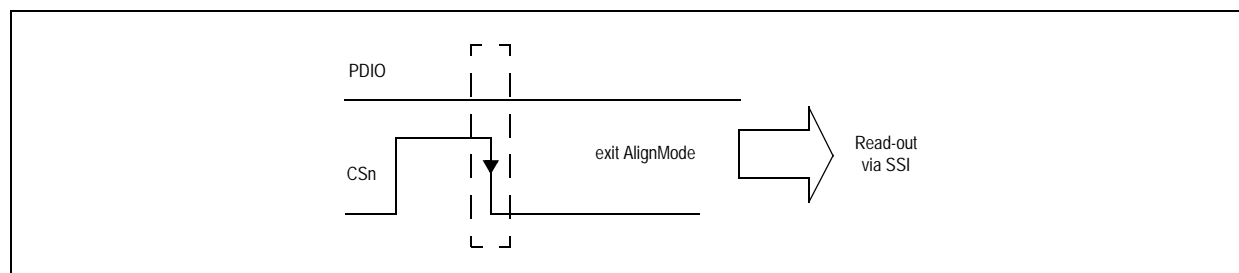 PDIO
CSn
exit AlignMode
Read-out
via SSI